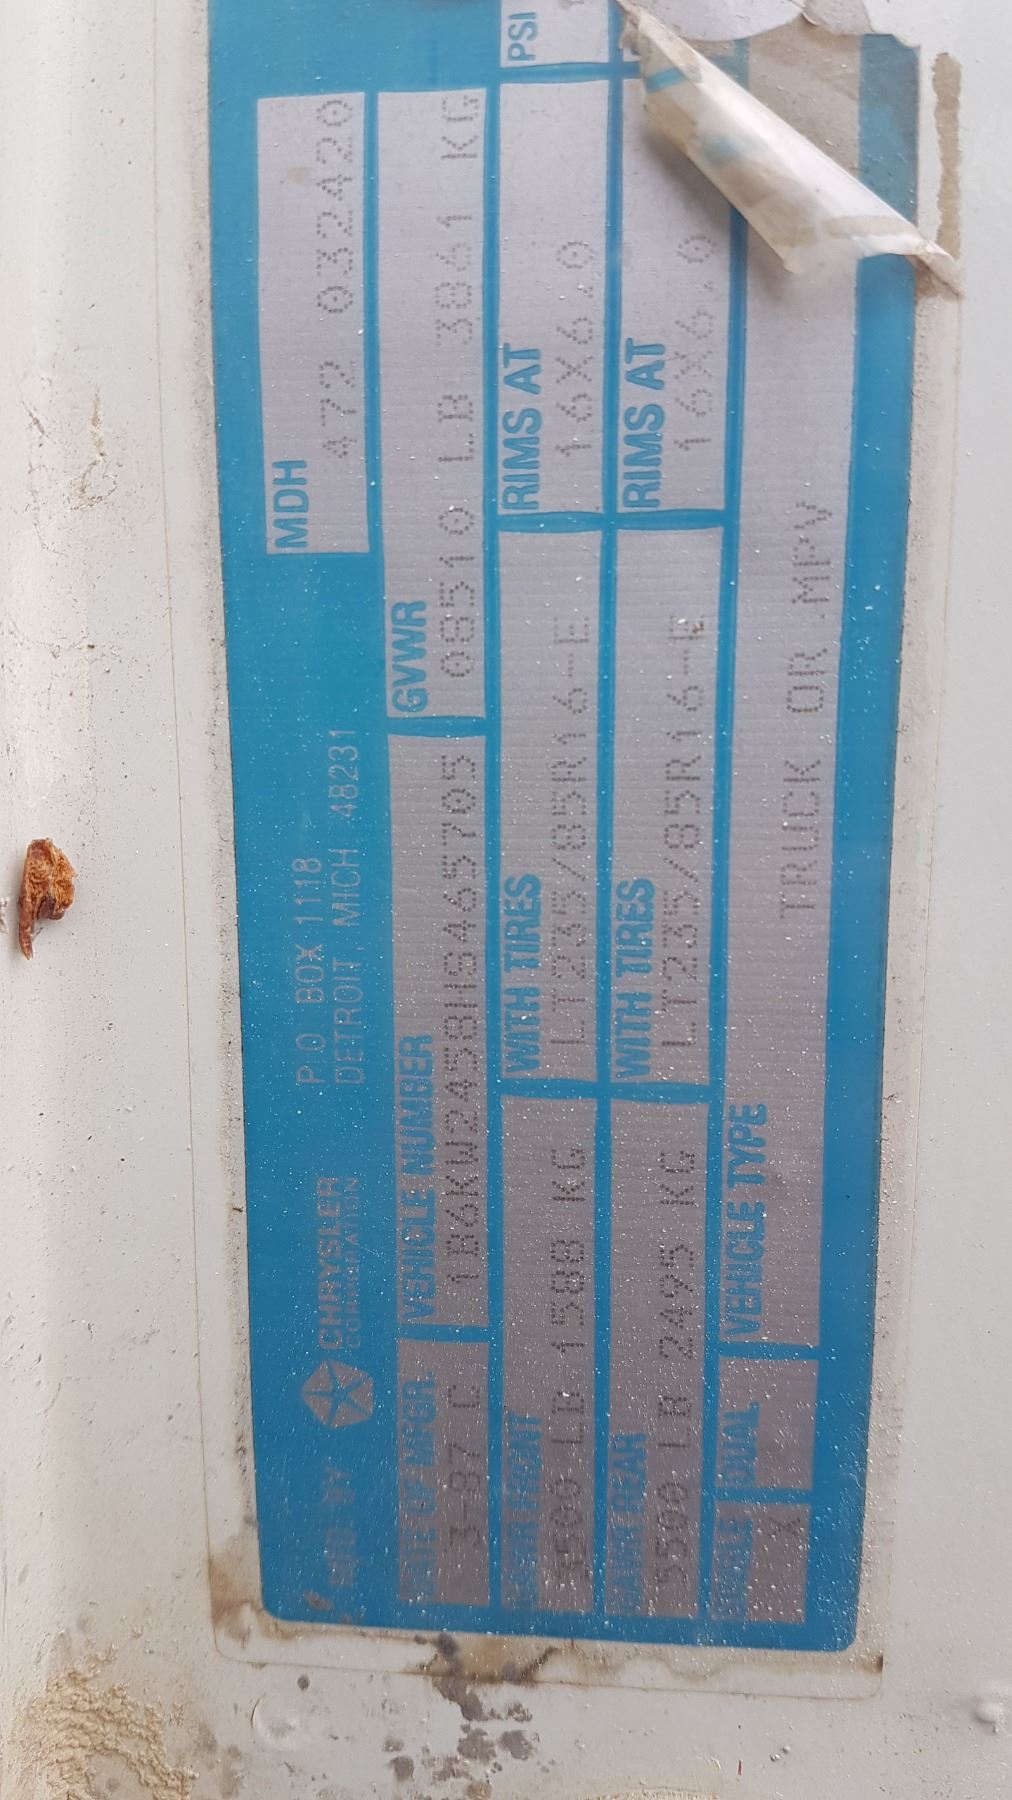 MFD BY CHRYSLER CORPORATION
P.O. BOX 1118
DETROIT, MICH 48231
MDH
472 032420
DATE OF MFGR.
3-87 C
VEHICLE NUMBER
1B6KW2458HS465705
GVWR
08510 LB 3861 KG
GAWR FRONT
3500 LB 1588 KG
WITH TIRES
LT235/85R16-E
RIMS AT
16X6.0
PSI
GAWR REAR
5500 LB 2495 KG
WITH TIRES
LT235/85R16-E
RIMS AT
16X6.0
SINGLE
X
DUAL
VEHICLE TYPE
TRUCK OR MPV